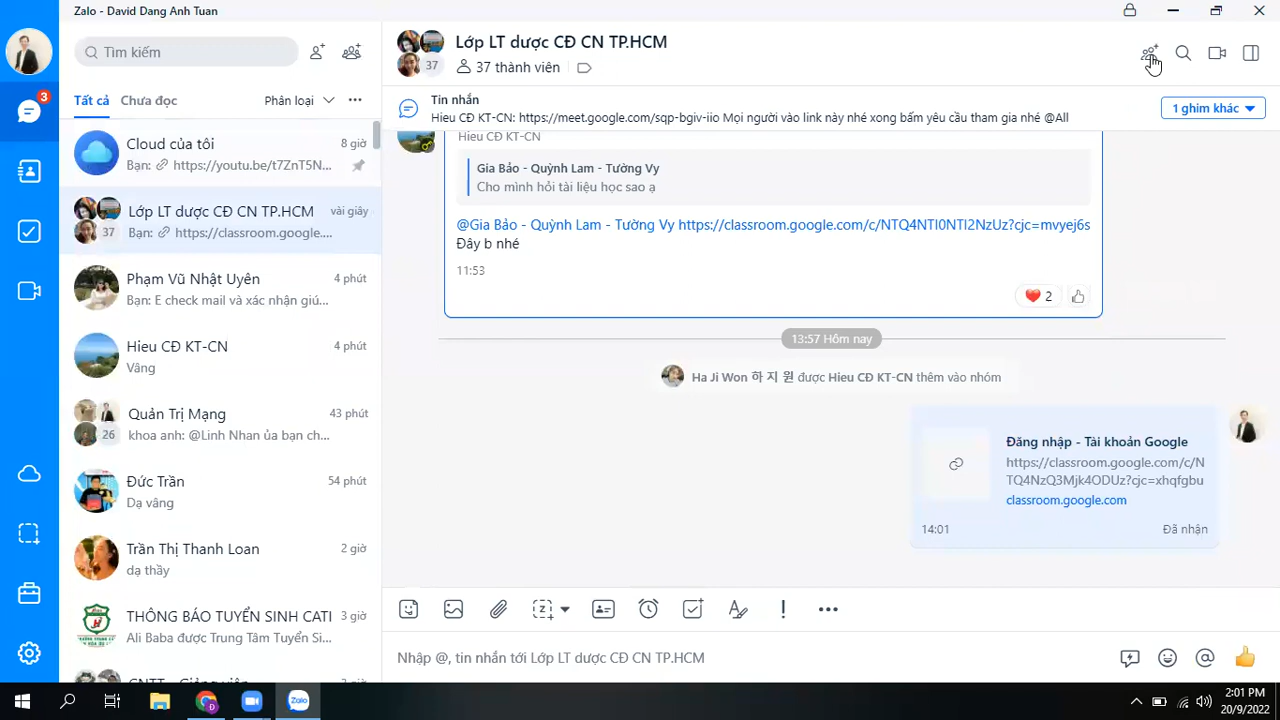 Zalo - David Dang Anh Tuan
3
Tìm kiếm
Tất cả
Chưa đọc
Phân loại
Cloud của tôi
8 giờ
Bạn: https://youtu.be/t7ZnT5N...
Lớp LT dược CĐ CN TP.HCM
vài giây
37
Bạn: https://classroom.google....
Phạm Vũ Nhật Uyên
4 phút
Bạn: E check mail và xác nhận giú...
Hieu CĐ KT-CN
4 phút
Vâng
Quản Trị Mạng
43 phút
26
khoa anh: @Linh Nhan ủa bạn ch...
Đức Trần
54 phút
Dạ vâng
Trần Thị Thanh Loan
2 giờ
dạ thầy
THÔNG BÁO TUYỂN SINH CATI
3 giờ
Ali Baba được Trung Tâm Tuyển Si...
CNTT - Giảng viên
Lớp LT dược CĐ CN TP.HCM
37
37 thành viên
Tin nhắn
Hieu CĐ KT-CN: https://meet.google.com/sqp-bgiv-iio Mọi người vào link này nhé xong bấm yêu cầu tham gia nhé @All
1 ghim khác
Hieu CĐ KT-CN
Gia Bảo - Quỳnh Lam - Tường Vy
Cho mình hỏi tài liệu học sao ạ
@Gia Bảo - Quỳnh Lam - Tường Vy https://classroom.google.com/c/NTQ4NTI0NTI2NzUz?cjc=mvyej6s
Đây b nhé
11:53
2
13:57 Hôm nay
Ha Ji Won 하 지 원 được Hieu CĐ KT-CN thêm vào nhóm
Đăng nhập - Tài khoản Google
https://classroom.google.com/c/N
TQ4NzQ3Mjk4ODUz?cjc=xhqfgbu
classroom.google.com
14:01
Đã nhận
Nhập @, tin nhắn tới Lớp LT dược CĐ CN TP.HCM
Zalo
2:01 PM
20/9/2022